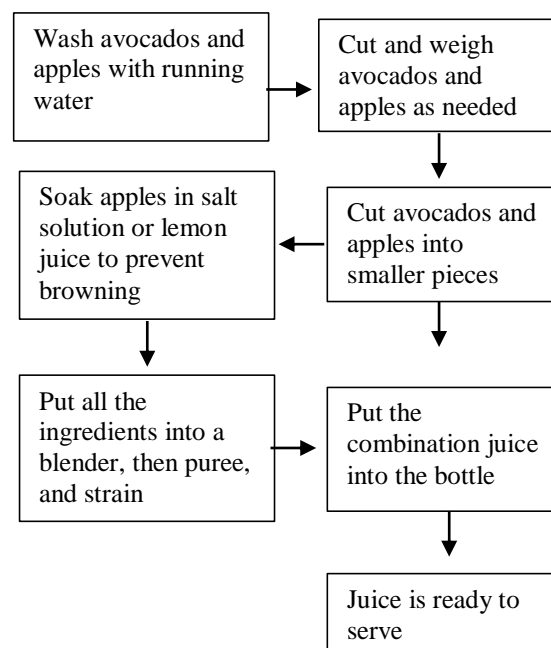 Wash avocados and
apples with running
water
Cut and weigh
avocados and
apples as needed
Cut avocados and
apples into
smaller pieces
Soak apples in salt
solution or lemon
juice to prevent
browning
Put all the
ingredients into a
blender, then puree,
and strain
Put the
combination juice
into the bottle
Juice is ready to
serve